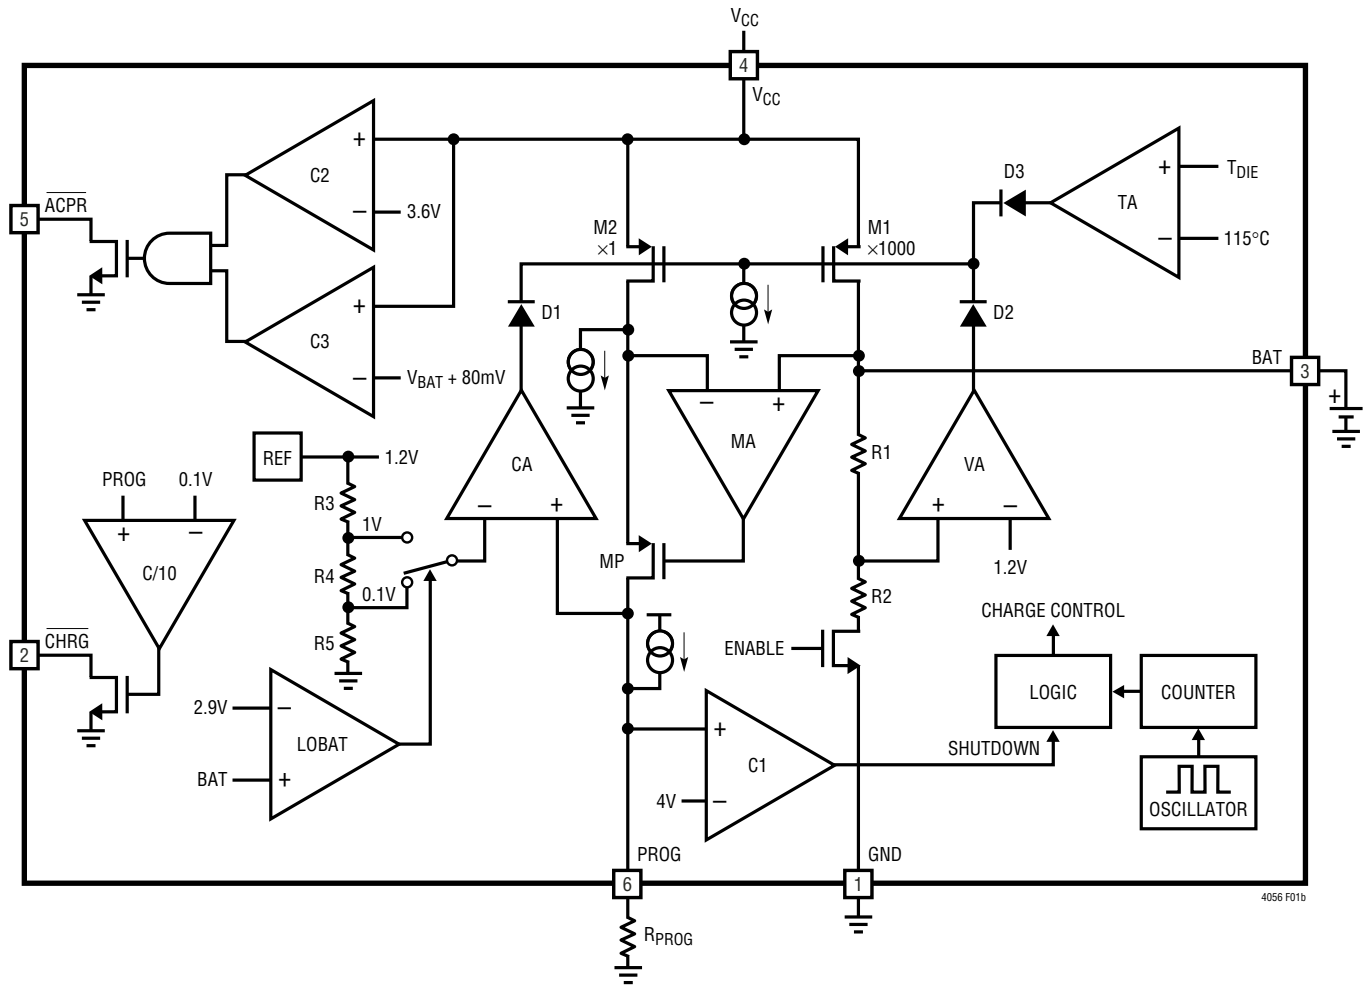 VCC
4
VCC
+
C2
−
3.6V
5
ACPR
M2
×1
M1
×1000
D3
+
TA
−
TDIE
115°C
+
C3
−
VBAT + 80mV
D1
D2
BAT
3
+
−
+
MA
REF
1.2V
CA
−
+
R1
VA
+
−
1.2V
PROG
0.1V
+
−
C/10
R3
1V
R4
0.1V
R5
MP
R2
ENABLE
CHARGE CONTROL
2
CHRG
LOGIC
COUNTER
2.9V
−
LOBAT
BAT
+
+
C1
4V
−
SHUTDOWN
OSCILLATOR
PROG
GND
6
1
4056 F01b
RPROG